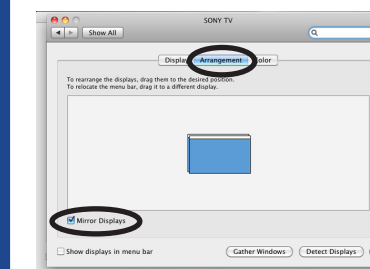 SONY TV
Show All
Display Arrangement Color
To rearrange the displays, drag them to the desired position.
To relocate the menu bar, drag it to a different display.
Mirror Displays
Show displays in menu bar
Gather Windows Detect Displays